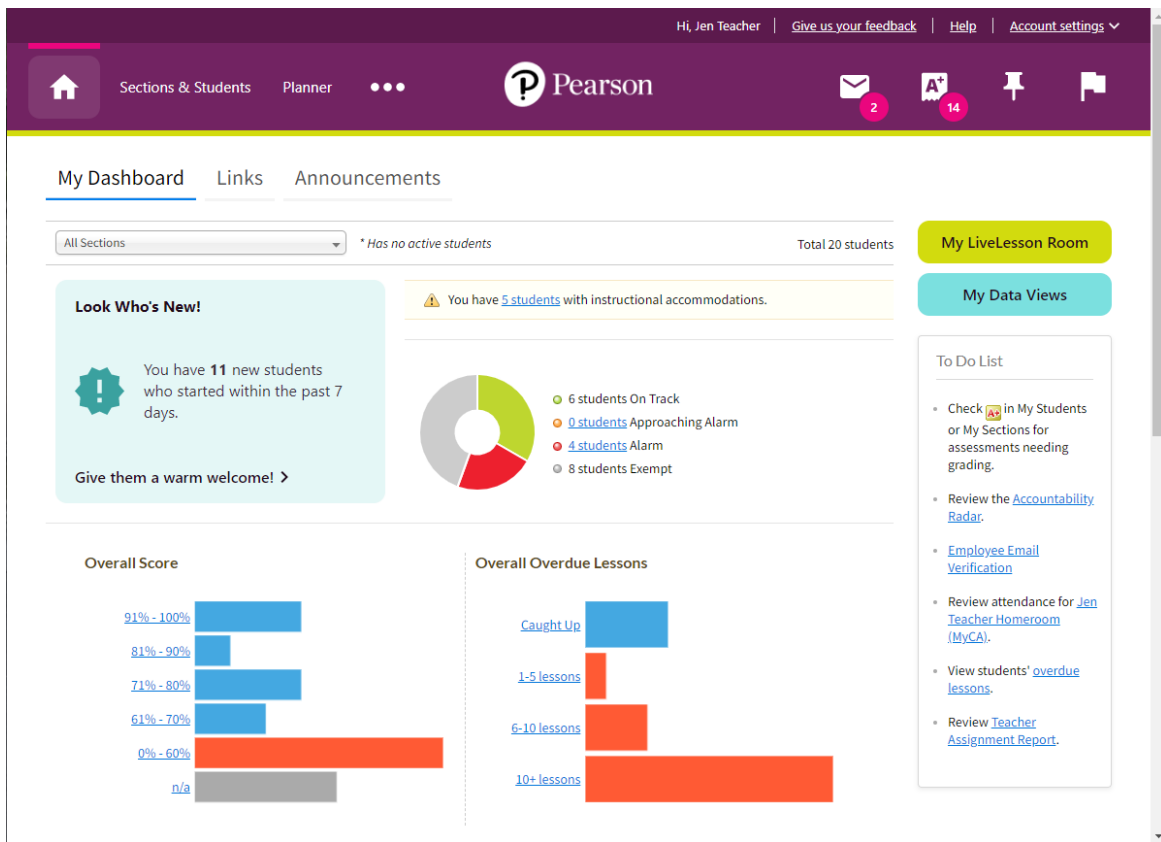 Hi, Jen Teacher Give us your feedback Help Account settings
Sections & Students Planner Pearson 2 A+ 14
My Dashboard Links Announcements
All Sections * Has no active students Total 20 students
My LiveLesson Room
My Data Views
Look Who's New!
You have 11 new students
who started within the past 7
days.
Give them a warm welcome! >
You have 5 students with instructional accommodations.
6 students On Track
0 students Approaching Alarm
4 students Alarm
8 students Exempt
Overall Score
91% - 100%
81% - 90%
71% - 80%
61% - 70%
0% - 60%
n/a
Overall Overdue Lessons
Caught Up
1-5 lessons
6-10 lessons
10+ lessons
To Do List
Check A+ in My Students
or My Sections for
assessments needing
grading.
Review the Accountability
Radar.
Employee Email
Verification
Review attendance for Jen
Teacher Homeroom
(MyCA).
View students' overdue
lessons.
Review Teacher
Assignment Report.